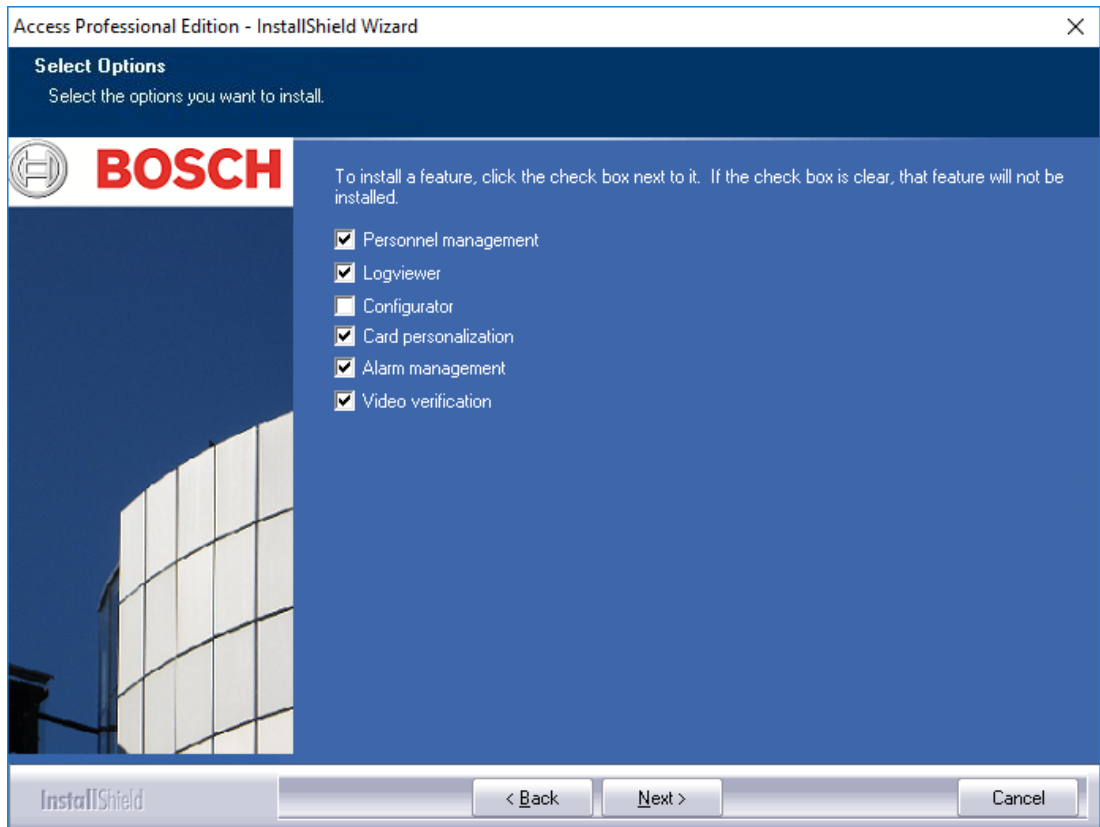 Access Professional Edition - InstallShield Wizard
Select Options
Select the options you want to install.
BOSCH
To install a feature, click the check box next to it.  If the check box is clear, that feature will not be
installed.
Personnel management
Logviewer
Configurator
Card personalization
Alarm management
Video verification
InstallShield
< Back
Next >
Cancel